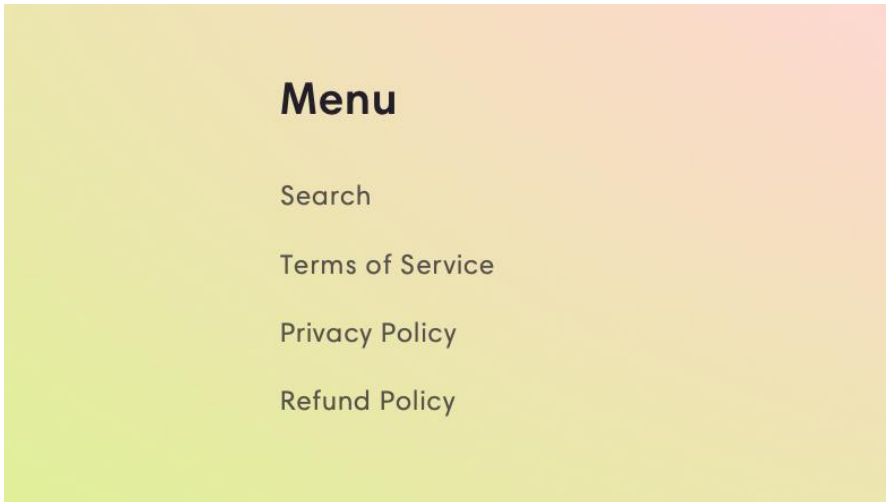 Menu
Search
Terms of Service
Privacy Policy
Refund Policy